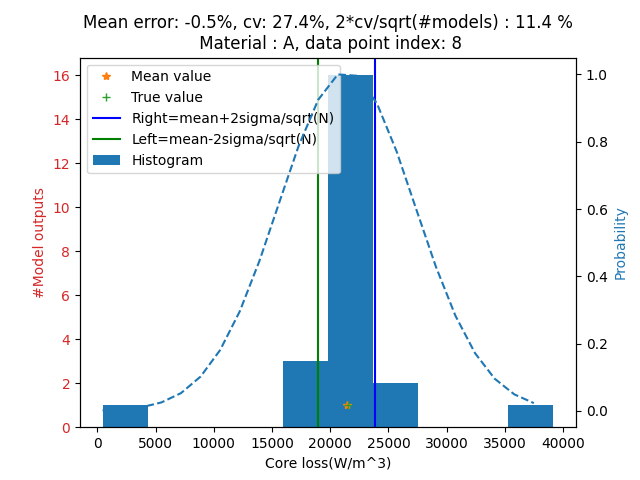 Mean error: -0.5%, cv: 27.4%, 2*cv/sqrt(#models) : 11.4 %
Material : A, data point index: 8
Mean value
True value
Right=mean+2sigma/sqrt(N)
Left=mean-2sigma/sqrt(N)
Histogram
#Model outputs
16
14
12
10
8
6
4
2
0
1.0
0.8
0.6
0.4
0.2
0.0
Probability
0 5000 10000 15000 20000 25000 30000 35000 40000
Core loss(W/m^3)